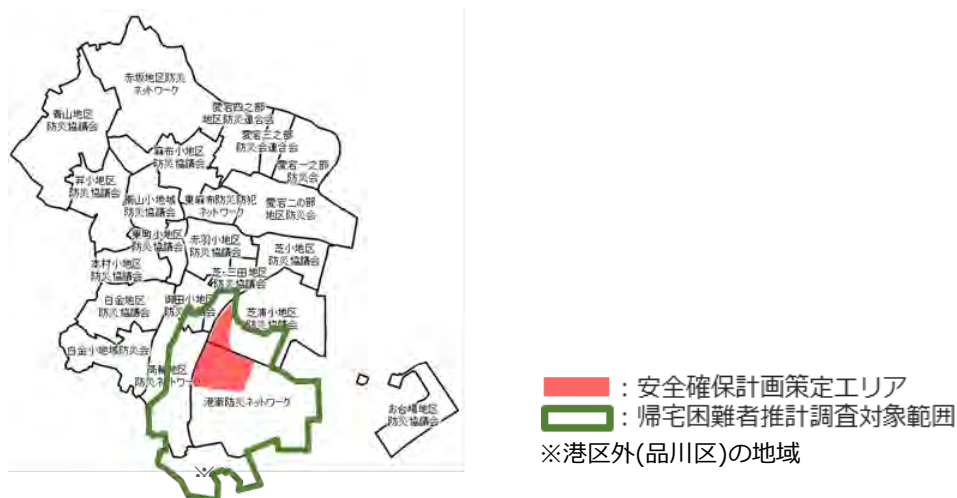 赤坂地区防災
ネットワーク
青山地区
防災協議会
愛宕四之部
地区防災連合会
愛宕三之部
防災会連合会
愛宕一之部
防災会
麻布小地区
防災協議会
笄小地区
防災協議会
南山小地域
防災協議会
東麻布防災防犯
ネットワーク
愛宕二の部
地区防災会
東町小地区
防災協議会
赤羽小地区
防災協議会
芝小地区
防災協議会
本村小地区
防災協議会
芝・三田地区
防災協議会
白金地区
防災協議会
御田小地区
防災協議会
芝浦小地区
防災協議会
白金小地域防災会
高輪地区
防災ネットワーク
港南防災ネットワーク
お台場地区
防災協議会
※
：安全確保計画策定エリア
：帰宅困難者推計調査対象範囲
※港区外(品川区)の地域